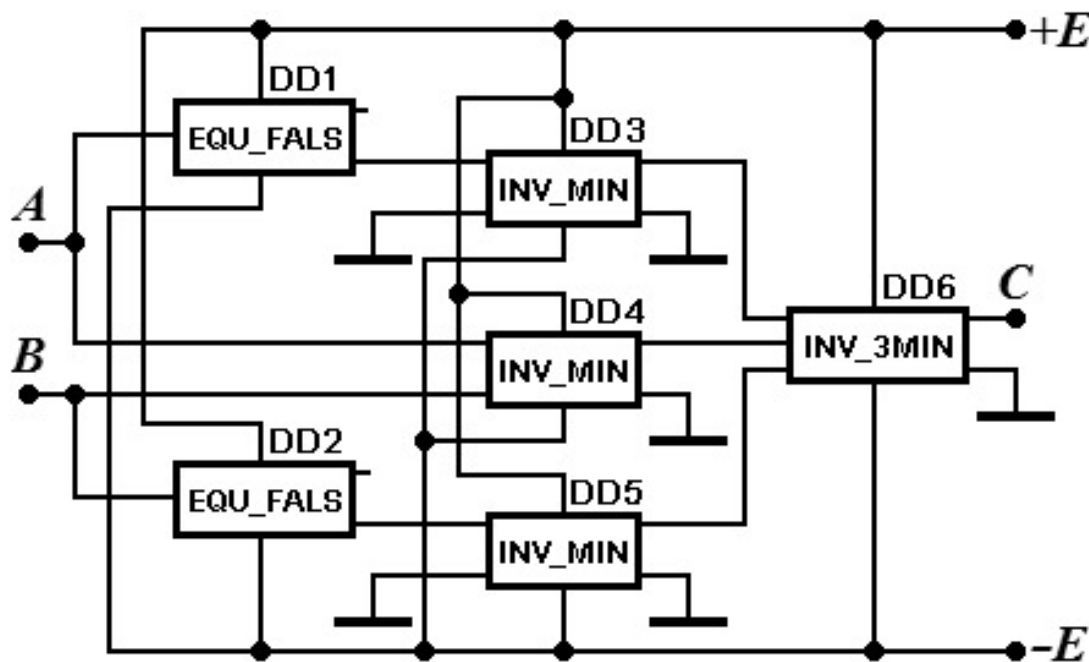 +E
DD1
EQU_FALS
DD3
INV_MIN
A
DD6
C
DD4
INV_3MIN
INV_MIN
B
DD2
EQU_FALS
DD5
INV_MIN
-E